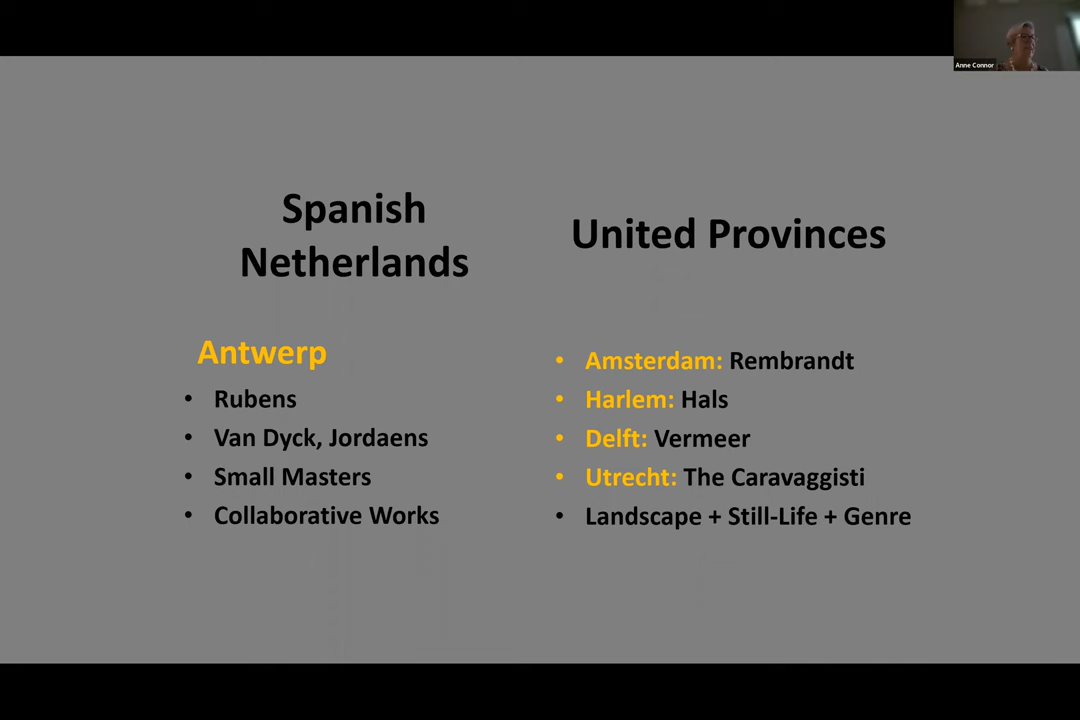 Anne Connor
Spanish
Netherlands
Antwerp
• Rubens
• Van Dyck, Jordaens
• Small Masters
• Collaborative Works
United Provinces
• Amsterdam: Rembrandt
• Harlem: Hals
• Delft: Vermeer
• Utrecht: The Caravaggisti
• Landscape + Still-Life + Genre